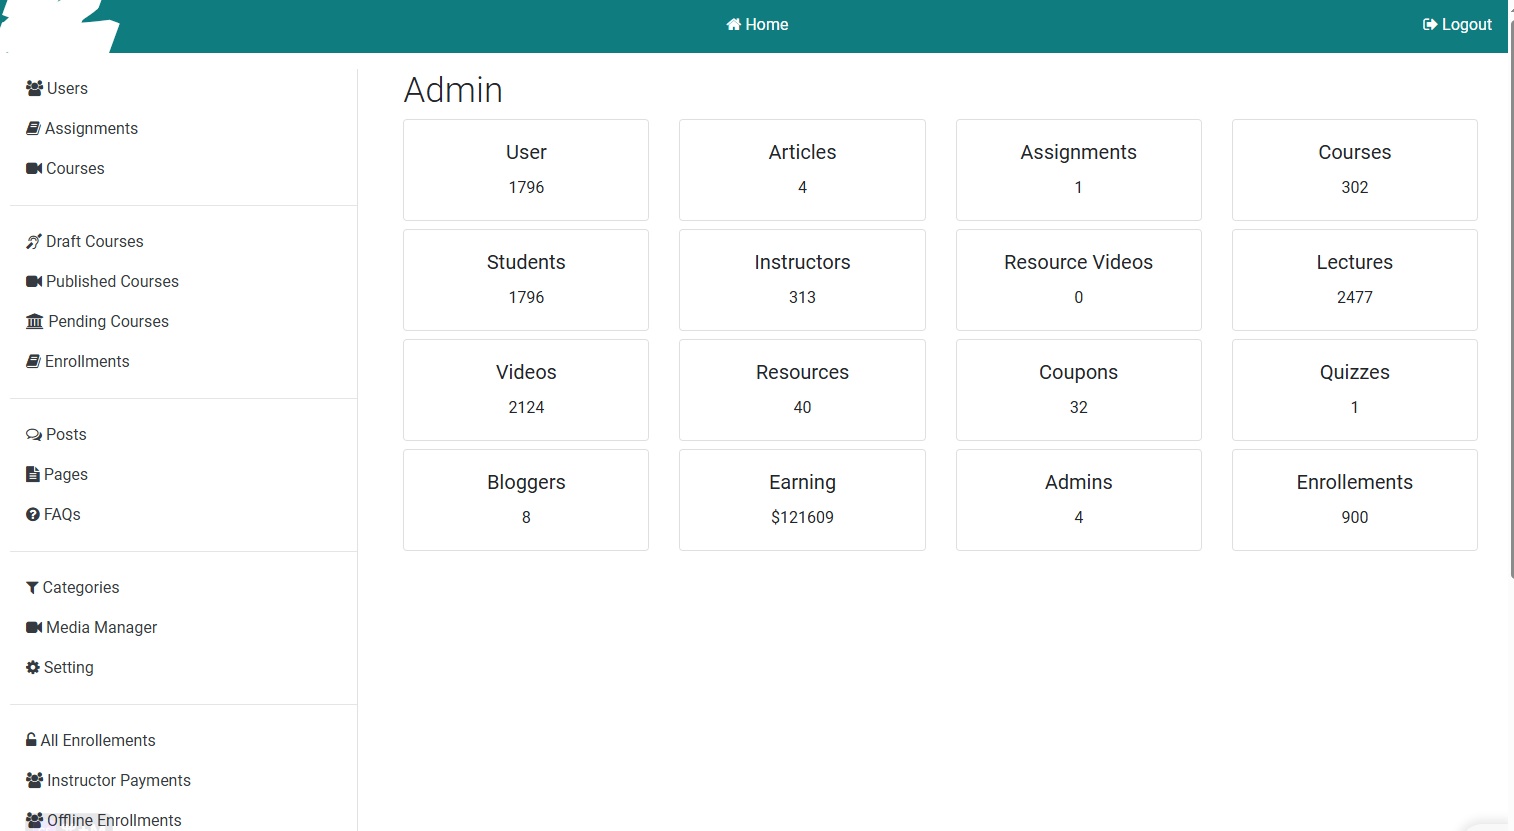 Home
Logout
Users
Assignments
Courses
Draft Courses
Published Courses
Pending Courses
Enrollments
Posts
Pages
FAQs
Categories
Media Manager
Setting
All Enrollements
Instructor Payments
Offline Enrollments
Admin
User
1796
Articles
4
Assignments
1
Courses
302
Students
1796
Instructors
313
Resource Videos
0
Lectures
2477
Videos
2124
Resources
40
Coupons
32
Quizzes
1
Bloggers
8
Earning
$121609
Admins
4
Enrollements
900